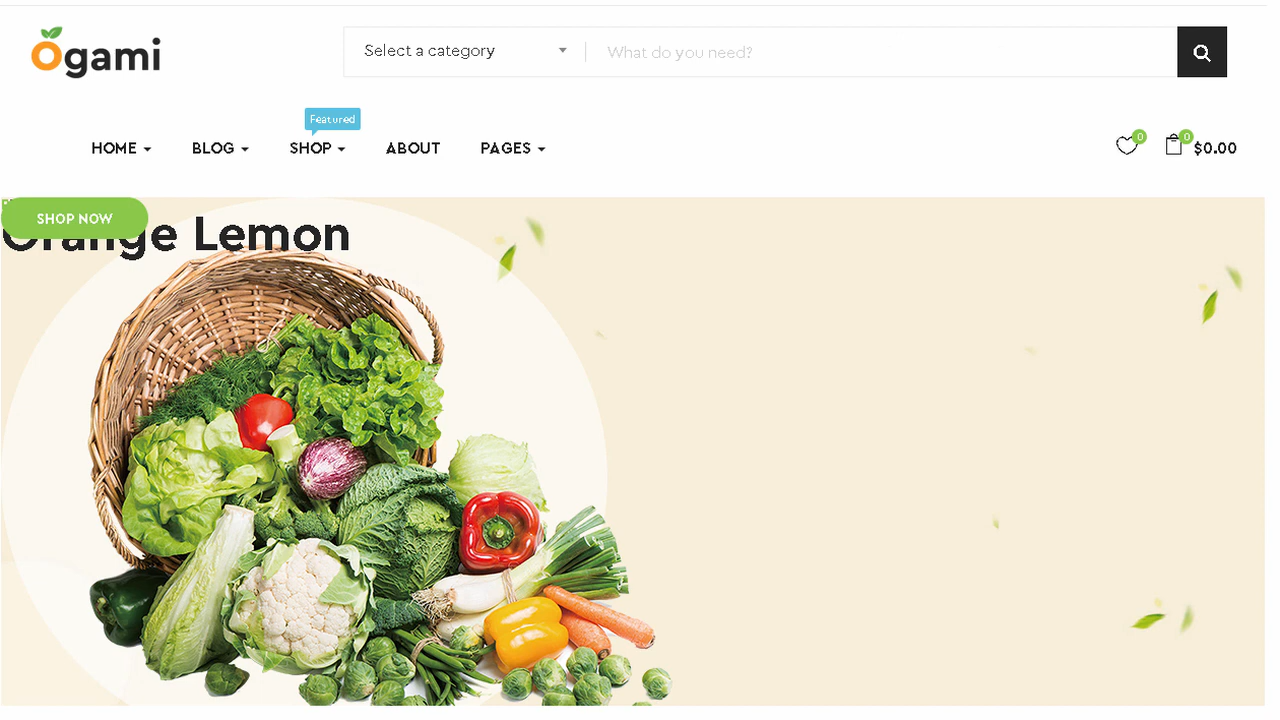 Ogami
Select a category
What do you need?
Featured
HOME
BLOG
SHOP
ABOUT
PAGES
0
0
$0.00
SHOP NOW
Orange Lemon